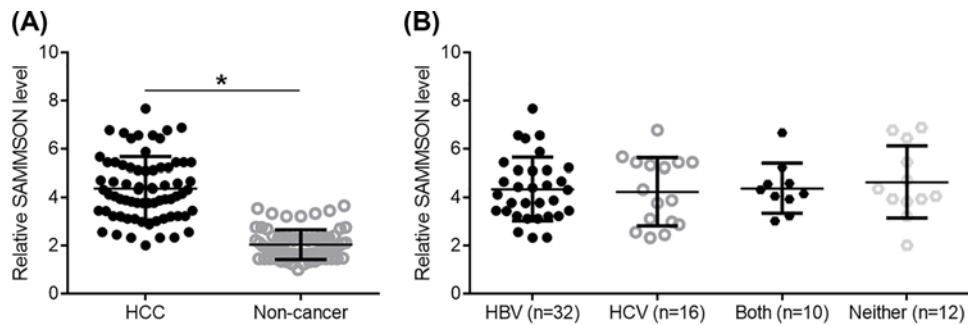 (A)
Relative SAMMSON level
10
8
6
4
2
0
*
HCC Non-cancer
(B)
Relative SAMMSON level
10
8
6
4
2
0
HBV (n=32) HCV (n=16) Both (n=10) Neither (n=12)